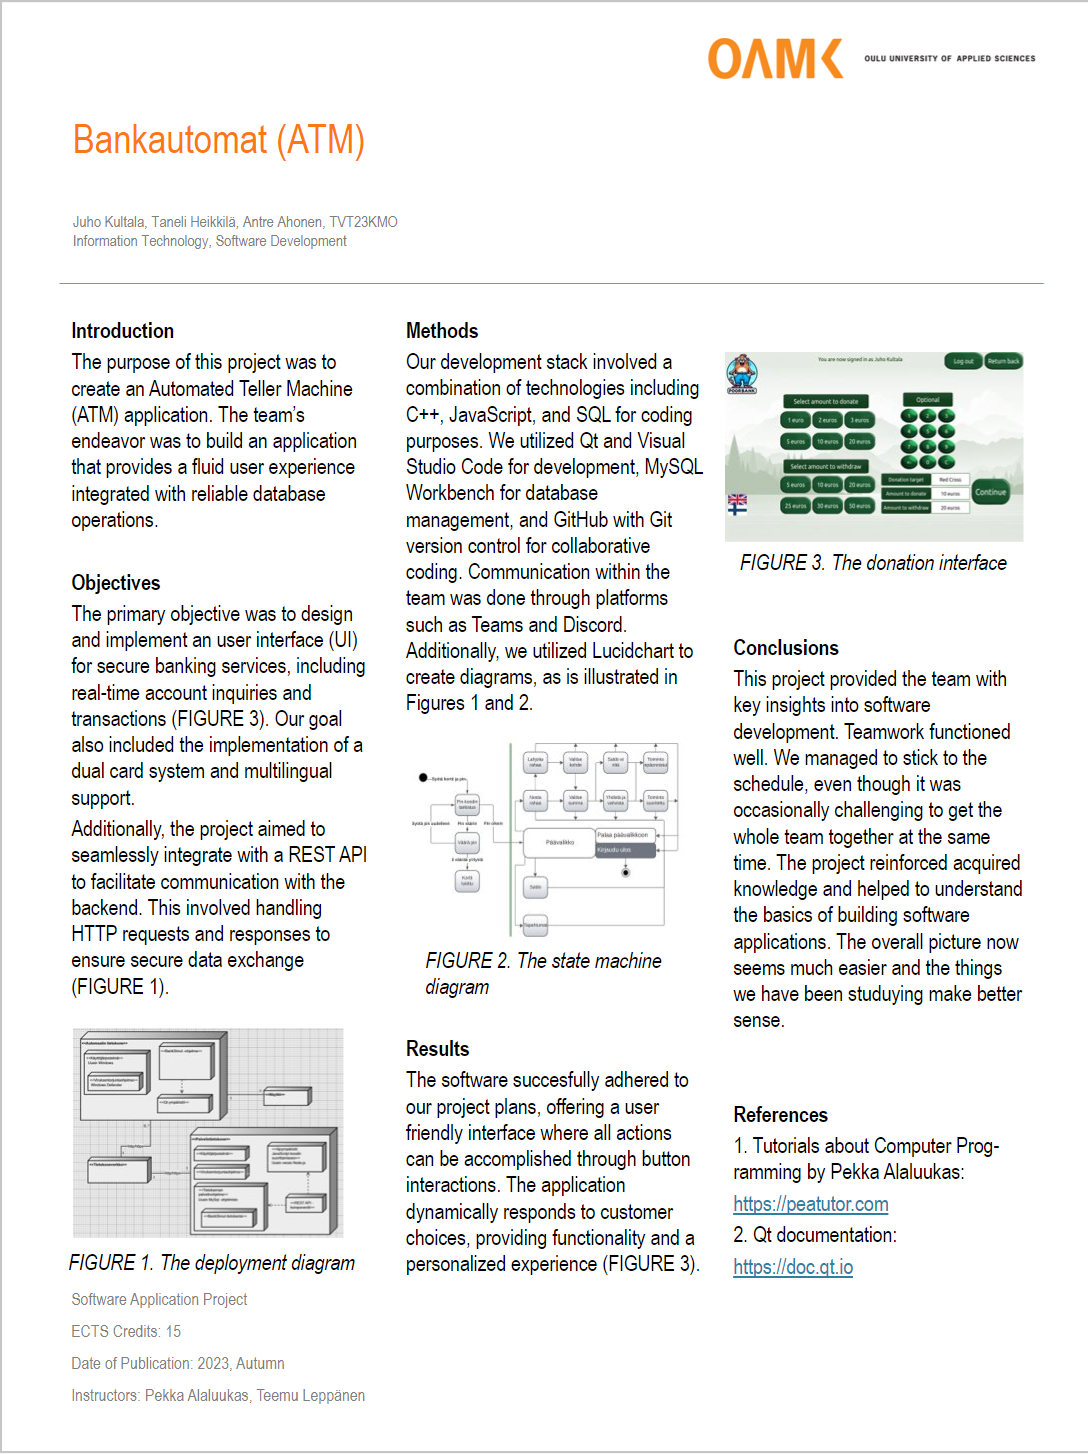 OAMK
OULU UNIVERSITY OF APPLIED SCIENCES
Bankautomat (ATM)
Juho Kultala, Taneli Heikkilä, Antre Ahonen, TVT23KMO
Information Technology, Software Development
Introduction
The purpose of this project was to
create an Automated Teller Machine
(ATM) application. The team’s
endeavor was to build an application
that provides a fluid user experience
integrated with reliable database
operations.
Objectives
The primary objective was to design
and implement an user interface (UI)
for secure banking services, including
real-time account inquiries and
transactions (FIGURE 3). Our goal
also included the implementation of a
dual card system and multilingual
support.
Additionally, the project aimed to
seamlessly integrate with a REST API
to facilitate communication with the
backend. This involved handling
HTTP requests and responses to
ensure secure data exchange
(FIGURE 1).
FIGURE 1. The deployment diagram
Software Application Project
ECTS Credits: 15
Date of Publication: 2023, Autumn
Instructors: Pekka Alaluukas, Teemu Leppänen
Methods
Our development stack involved a
combination of technologies including
C++, JavaScript, and SQL for coding
purposes. We utilized Qt and Visual
Studio Code for development, MySQL
Workbench for database
management, and GitHub with Git
version control for collaborative
coding. Communication within the
team was done through platforms
such as Teams and Discord.
Additionally, we utilized Lucidchart to
create diagrams, as is illustrated in
Figures 1 and 2.
Päävalikko
Palaa päävalikkoon
Kirjaudu ulos
Saldo
FIGURE 2. The state machine
diagram
Results
The software succesfully adhered to
our project plans, offering a user
friendly interface where all actions
can be accomplished through button
interactions. The application
dynamically responds to customer
choices, providing functionality and a
personalized experience (FIGURE 3).
POORBANK
You are now signed in as Juho Kultala
Log out
Return back
Select amount to donate
1 euro
2 euros
3 euros
5 euros
10 euros
20 euros
Select amount to withdraw
5 euros
10 euros
20 euros
25 euros
30 euros
50 euros
Optional
Donation target
Red Cross
Amount to donate
10 euros
Amount to withdraw
20 euros
Continue
FIGURE 3. The donation interface
Conclusions
This project provided the team with
key insights into software
development. Teamwork functioned
well. We managed to stick to the
schedule, even though it was
occasionally challenging to get the
whole team together at the same
time. The project reinforced acquired
knowledge and helped to understand
the basics of building software
applications. The overall picture now
seems much easier and the things
we have been studuying make better
sense.
References
1. Tutorials about Computer Prog-
ramming by Pekka Alaluukas:
https://peatutor.com
2. Qt documentation:
https://doc.qt.io